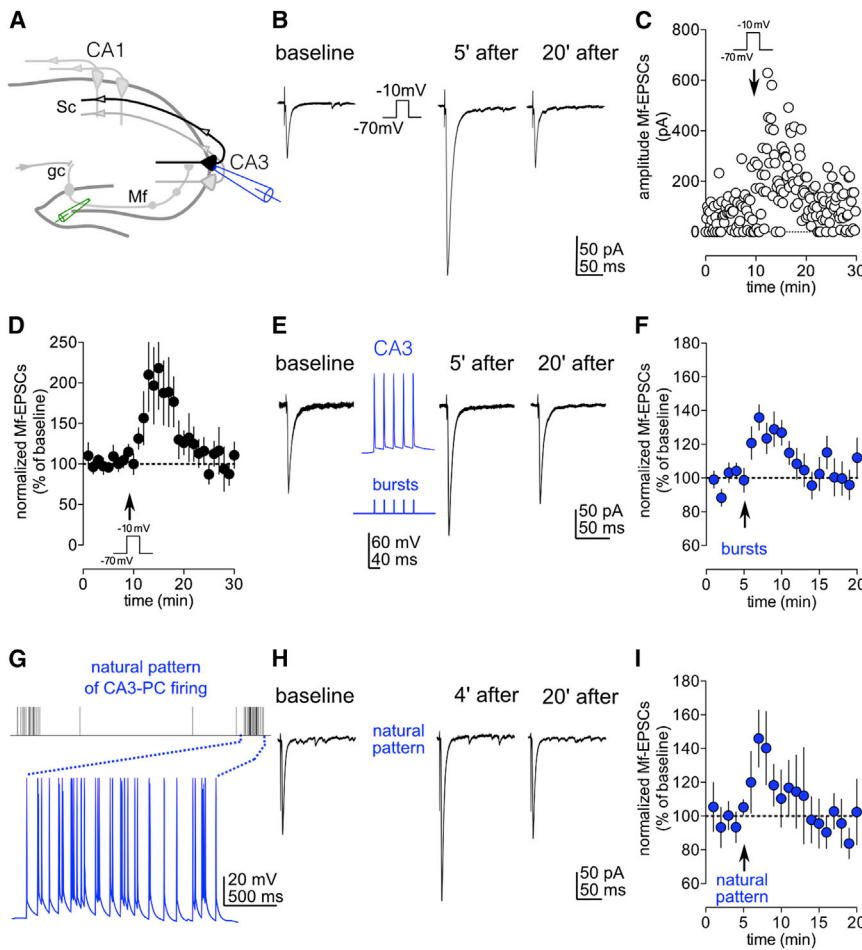 A
CA1
Sc
CA3
gc
Mf
B
baseline
5' after
20' after
-10mV
-70mV
50 pA
50 ms
C
-10 mV
-70mV
amplitude Mf-EPSCs
(pA)
800
600
400
200
0
0
10
20
30
time (min)
D
normalized Mf-EPSCs
(% of baseline)
250
200
150
100
50
0
-10 mV
-70 mV
0
10
20
30
time (min)
E
baseline
CA3
5' after
20' after
bursts
60 mV
40 ms
50 pA
50 ms
F
normalized Mf-EPSCs
(% of baseline)
180
160
140
120
100
80
60
bursts
0
5
10
15
20
time (min)
G
natural pattern
of CA3-PC firing
20 mV
500 ms
H
baseline
4' after
20' after
natural
pattern
50 pA
50 ms
I
normalized Mf-EPSCs
(% of baseline)
180
160
140
120
100
80
60
natural
pattern
0
5
10
15
20
time (min)